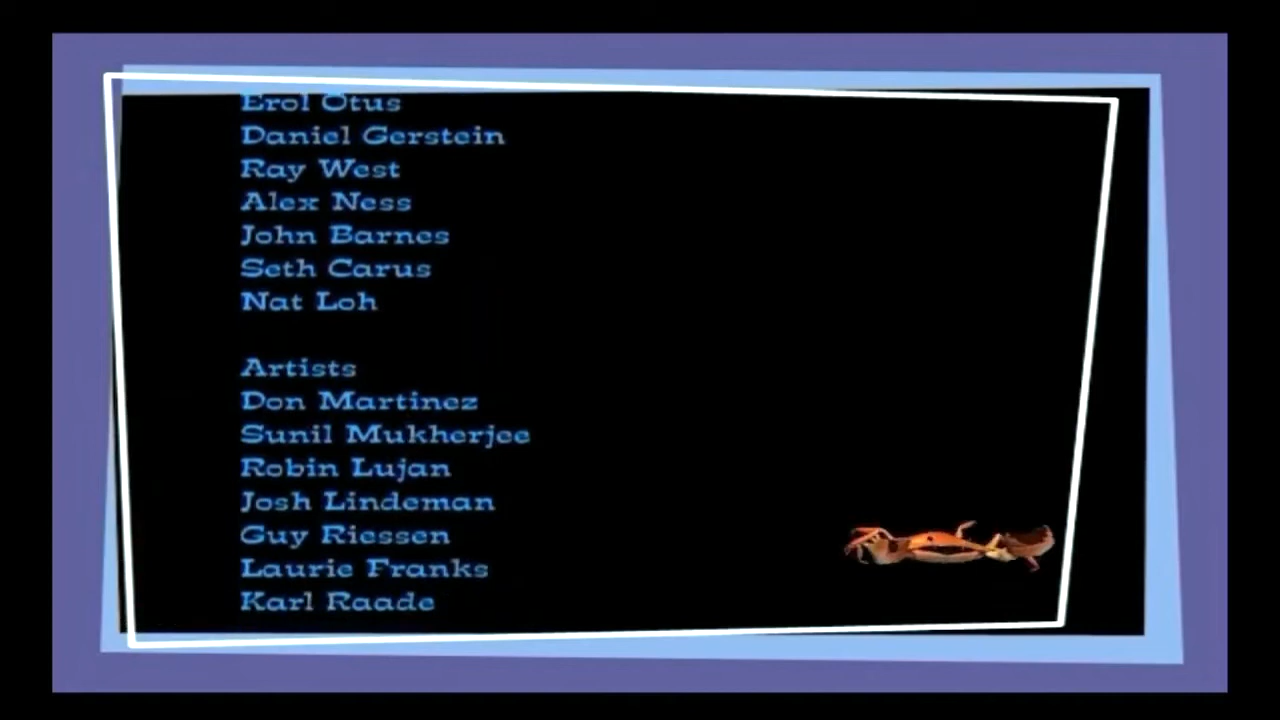 Erol Otus
Daniel Gerstein
Ray West
Alex Ness
John Barnes
Seth Carus
Nat Loh
Artists
Don Martinez
Sunil Mukherjee
Robin Lujan
Josh Lindeman
Guy Riessen
Laurie Franks
Karl Raade